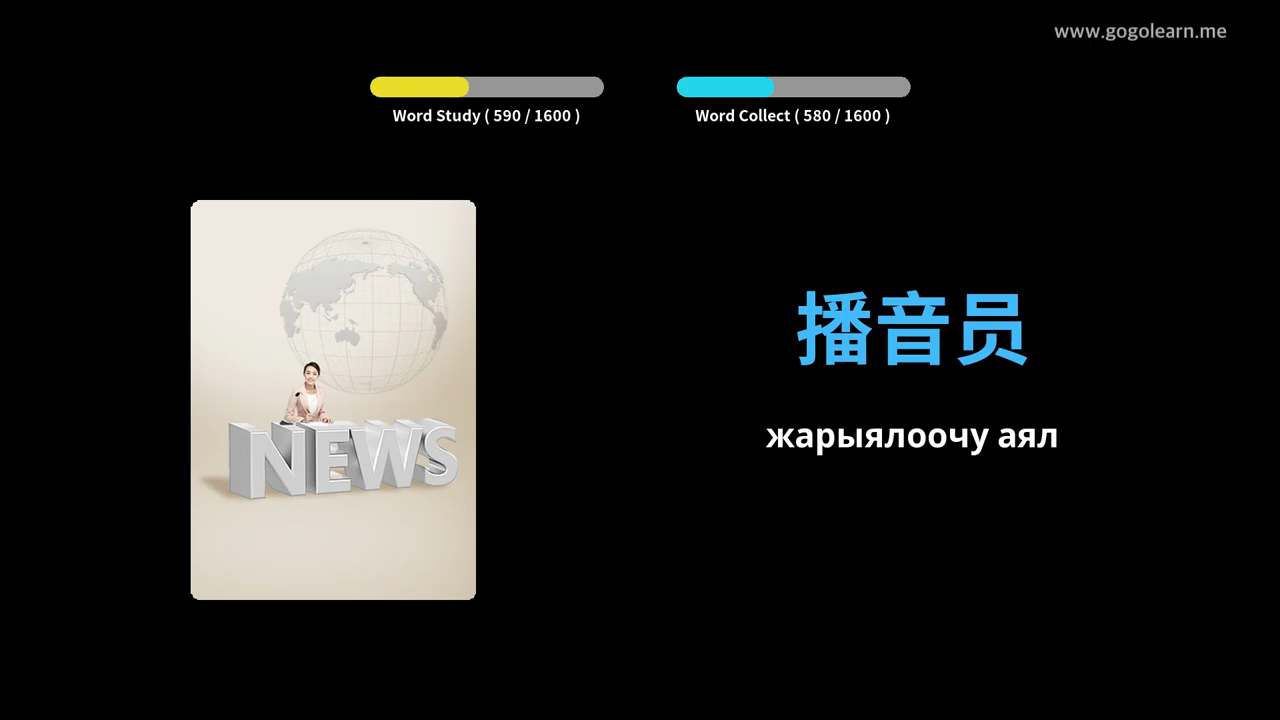 www.gogolearn.me
Word Study ( 590 / 1600 )
Word Collect ( 580 / 1600 )
NEWS
播音员
жарыялоочу аял